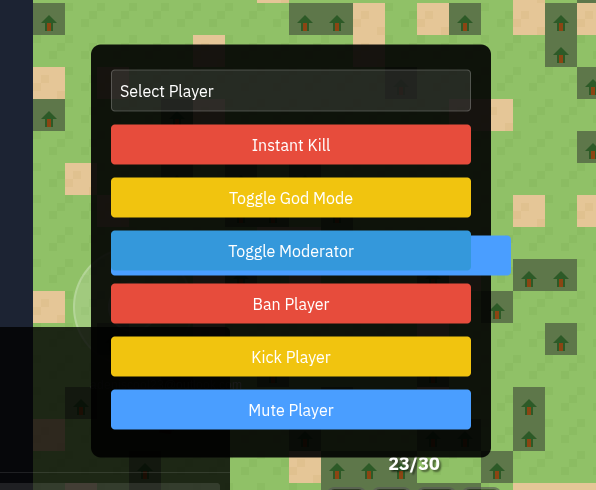 Select Player
Instant Kill
Toggle God Mode
Toggle Moderator
Ban Player
Kick Player
Mute Player
23/30